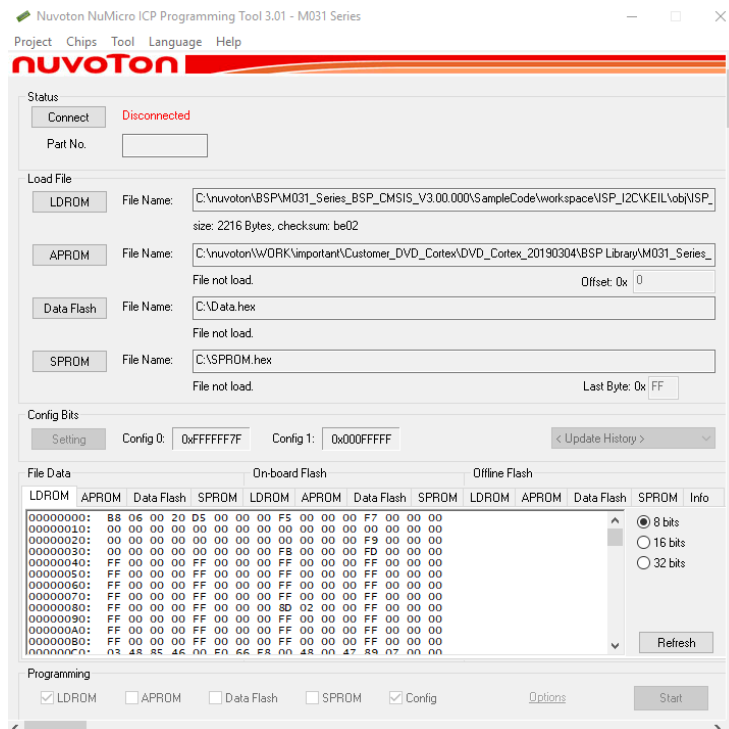 Nuvoton NuMicro ICP Programming Tool 3.01 - M031 Series
Project Chips Tool Language Help
nuvoTon
Status
Connect Disconnected
Part No.
Load File
LDROM File Name: C:\nuvoton\BSP\M031_Series_BSP_CMSIS_V3.00.000\SampleCode\workspace\ISP_I2C\KEIL\obj\ISP_
size: 2216 Bytes, checksum: be02
APROM File Name: C:\nuvoton\WORK\important\Customer_DVD_Cortex\DVD_Cortex_20190304\BSP Library\M031_Series_
File not load. Offset: 0x 0
Data Flash File Name: C:\Data.hex
File not load.
SPROM File Name: C:\SPROM.hex
File not load. Last Byte: 0x FF
Config Bits
Setting Config 0: 0xFFFFFF7F Config 1: 0x000FFFFF < Update History >
File Data On-board Flash Offline Flash
LDROM APROM Data Flash SPROM LDROM APROM Data Flash SPROM LDROM APROM Data Flash SPROM Info
00000000: B8 06 00 20 D5 00 00 00 F5 00 00 00 F7 00 00 00
00000010: 00 00 00 00 00 00 00 00 00 00 00 00 00 00 00 00
00000020: 00 00 00 00 00 00 00 00 00 00 00 00 F9 00 00 00
00000030: 00 00 00 00 00 00 00 00 FB 00 00 00 FD 00 00 00
00000040: FF 00 00 00 FF 00 00 00 FF 00 00 00 FF 00 00 00
00000050: FF 00 00 00 FF 00 00 00 FF 00 00 00 FF 00 00 00
00000060: FF 00 00 00 FF 00 00 00 FF 00 00 00 FF 00 00 00
00000070: FF 00 00 00 FF 00 00 00 FF 00 00 00 FF 00 00 00
00000080: FF 00 00 00 FF 00 00 00 8D 02 00 00 FF 00 00 00
00000090: FF 00 00 00 FF 00 00 00 FF 00 00 00 FF 00 00 00
000000A0: FF 00 00 00 FF 00 00 00 FF 00 00 00 FF 00 00 00
000000B0: FF 00 00 00 FF 00 00 00 FF 00 00 00 FF 00 00 00
000000C0: 03 48 85 46 00 F0 66 F8 00 48 00 47 89 07 00 00
8 bits
16 bits
32 bits
Refresh
Programming
LDROM APROM Data Flash SPROM Config Options Start